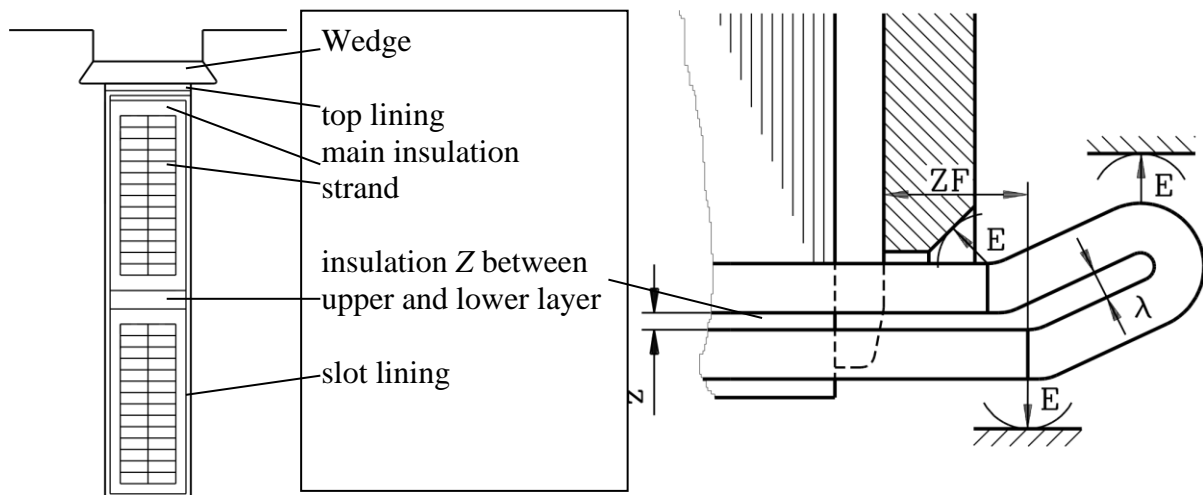 Wedge
top lining
main insulation
strand
insulation Z between
upper and lower layer
slot lining
ZF
E
E
λ
z
E